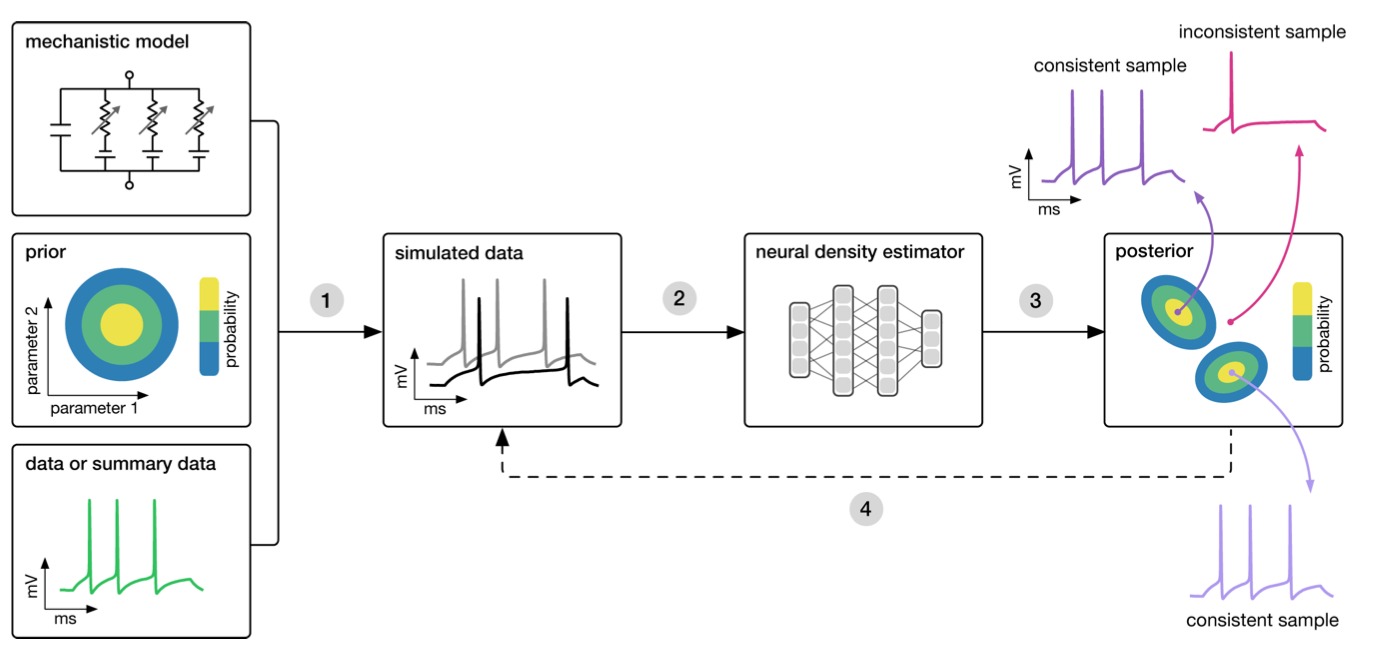 mechanistic model
prior
parameter 2
parameter 1
probability
data or summary data
mV
ms
1
simulated data
mV
ms
2
neural density estimator
3
posterior
probability
consistent sample
mV
ms
inconsistent sample
4
consistent sample